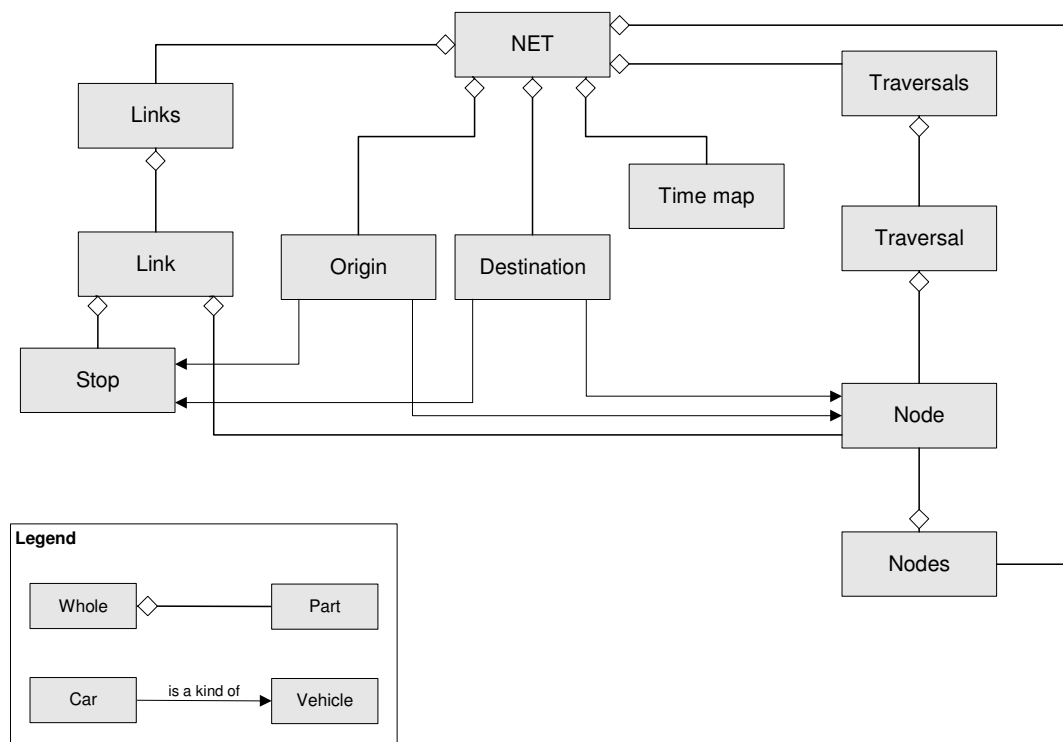 NET
Links
Traversals
Time map
Link
Origin
Destination
Traversal
Stop
Node
Nodes
Legend
Whole
Part
Car
is a kind of
Vehicle